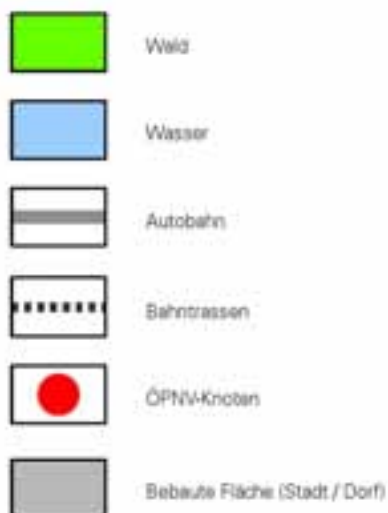 Wald
Wasser
Autobahn
Bahntrassen
ÖPNV-Knoten
Bebaute Fläche (Stadt / Dorf)